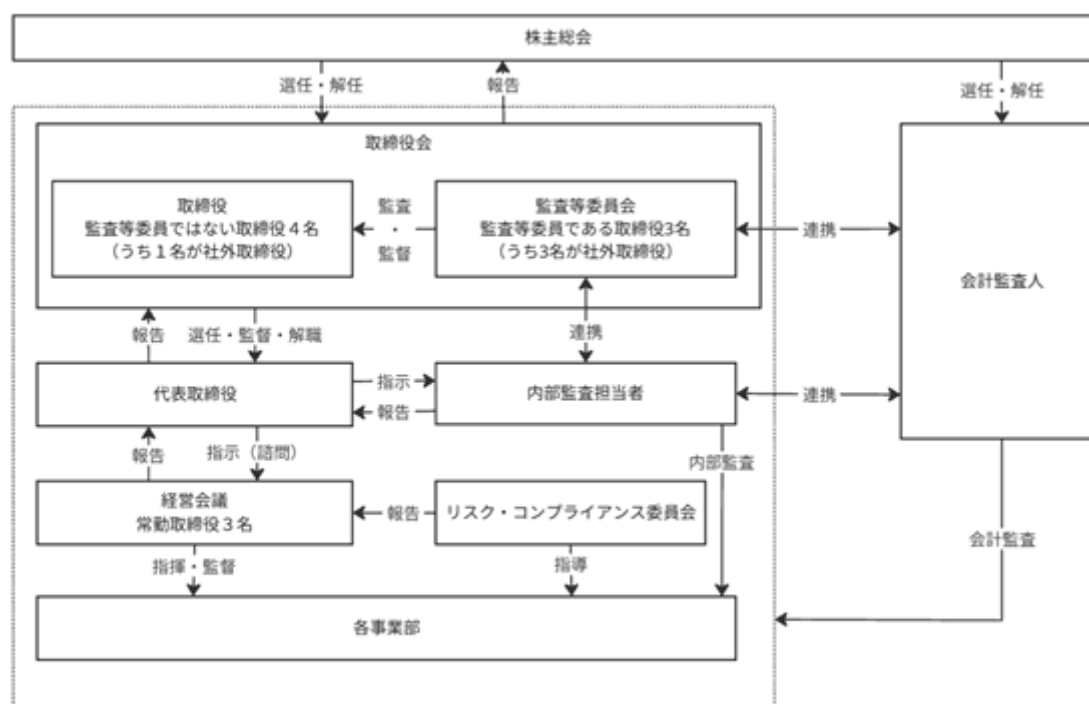 株主総会
選任・解任
報告
選任・解任
取締役会
取締役
監査等委員ではない取締役４名
（うち１名が社外取締役）
監査
・
監督
監査等委員会
監査等委員である取締役3名
（うち3名が社外取締役）
連携
会計監査人
報告
選任・監督・解職
連携
代表取締役
指示
報告
内部監査担当者
連携
報告
指示（諮問）
内部監査
経営会議
常勤取締役３名
報告
リスク・コンプライアンス委員会
会計監査
指揮・監督
指導
各事業部